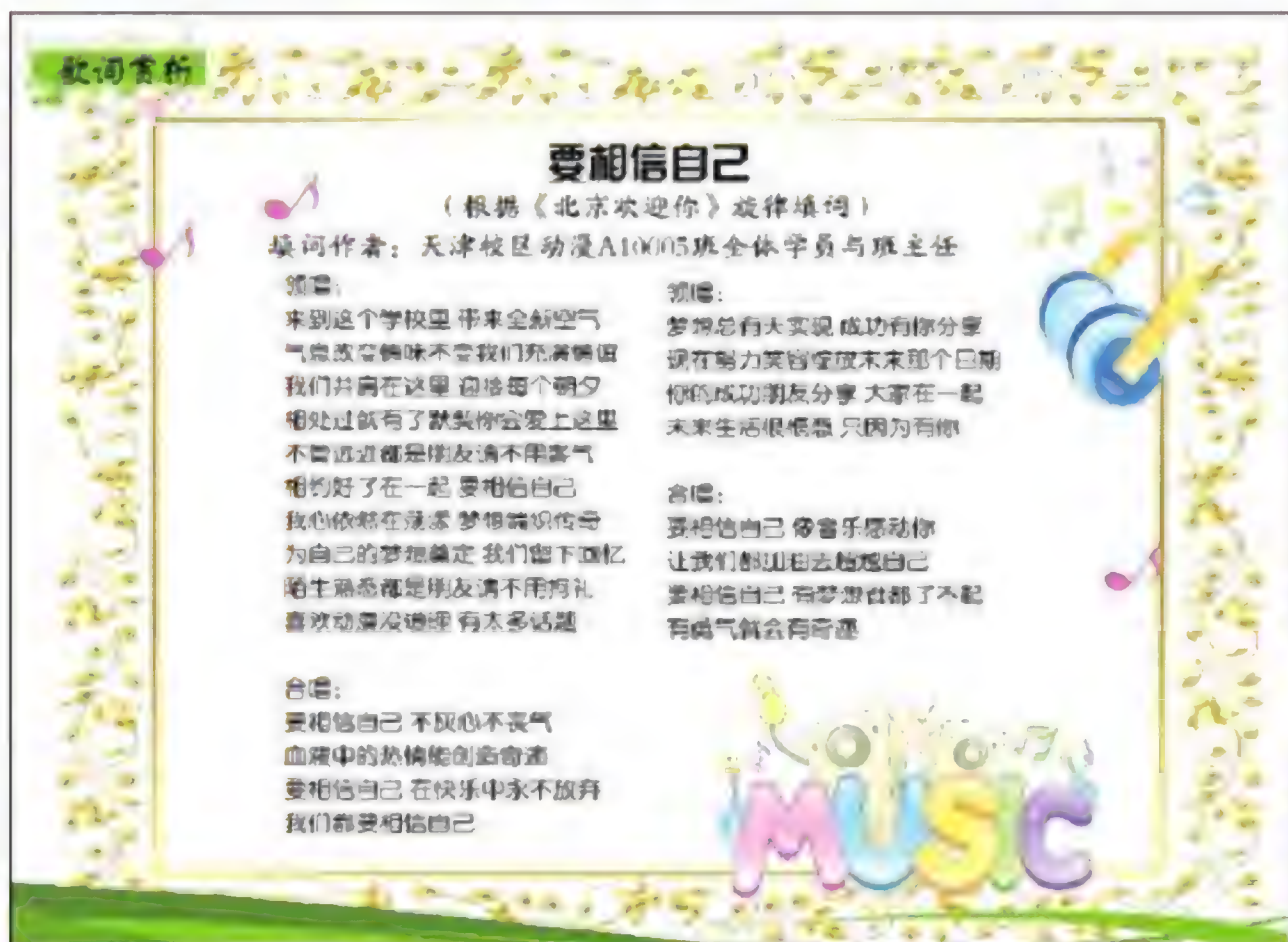 歌词赏析
要相信自己
（根据《北京欢迎你》旋律填词）
填词作者：天津校区动漫A10005班全体学员与班主任
领唱：
来到这个学校里 带来全新空气
气息改变情味不变我们充满情谊
我们共肩在这里 迎接每个朝夕
相处过就有了默契你会爱上这里
不管远近都是朋友请不用客气
相约好了在一起 要相信自己
我心依然在 梦想编织传奇
为自己的梦想奠定 我们留下回忆
陌生熟悉都是朋友请不用拘礼
喜欢动漫没道理 有太多话题
合唱：
要相信自己 不灰心不丧气
血液中的热情能创造奇迹
要相信自己 在快乐中永不放弃
我们都要相信自己
领唱：
梦想总有天实现 成功有你分享
现在努力笑容绽放未来那个日期
你的成功朋友分享 大家在一起
未来生活很惬意 只因为有你
合唱：
要相信自己 像音乐感动你
让我们都加油去超越自己
要相信自己 有梦想谁都了不起
有勇气就会有奇迹
MUSIC